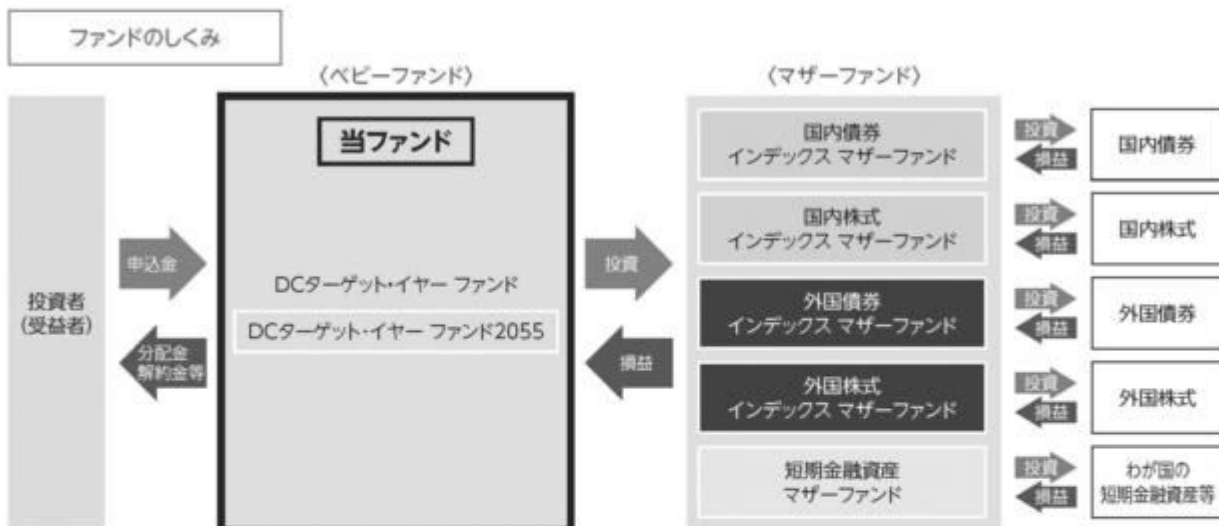 ファンドのしくみ
〈ベビーファンド〉
〈マザーファンド〉
投資者
(受益者)
申込金
分配金
解約金等
当ファンド
DCターゲット・イヤー ファンド
DCターゲット・イヤー ファンド2055
投資
損益
国内債券
インデックス マザーファンド
投資
損益
国内債券
国内株式
インデックス マザーファンド
投資
損益
国内株式
外国債券
インデックス マザーファンド
投資
損益
外国債券
外国株式
インデックス マザーファンド
投資
損益
外国株式
短期金融資産
マザーファンド
投資
損益
わが国の
短期金融資産等